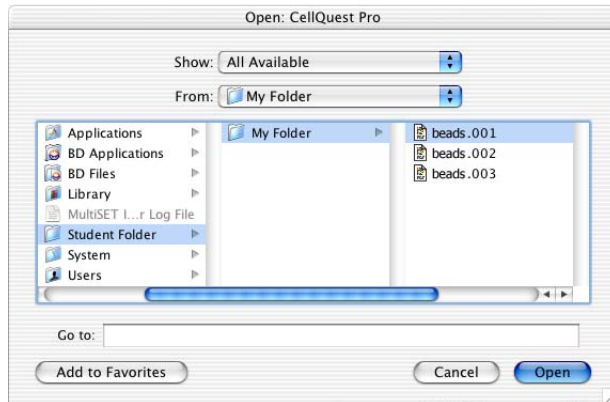 Open: CellQuest Pro
Show: All Available
From: My Folder
Applications
BD Applications
BD Files
Library
MultiSET I...r Log File
Student Folder
System
Users
My Folder
beads.001
beads.002
beads.003
Go to:
Add to Favorites
Cancel
Open